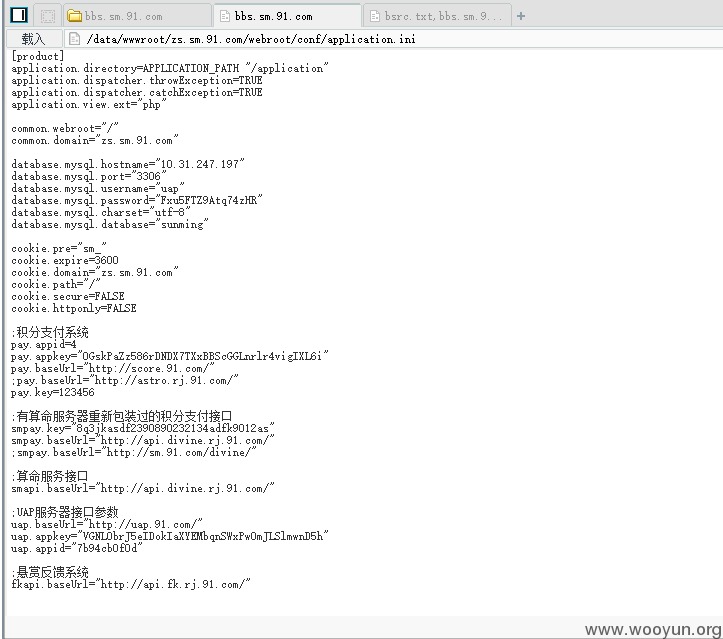 bbs.sm.91.com
bbs.sm.91.com
bsrc.txt,bbs.sm.9...
载入
/data/wwwroot/zs.sm.91.com/webroot/conf/application.ini
[product]
application.directory=APPLICATION_PATH "/application"
application.dispatcher.throwException=TRUE
application.dispatcher.catchException=TRUE
application.view.ext="php"
common.webroot="/"
common.domain="zs.sm.91.com"
database.mysql.hostname="10.31.247.197"
database.mysql.port="3306"
database.mysql.username="uap"
database.mysql.password="Fxu5FTZ9Atq74zHR"
database.mysql.charset="utf-8"
database.mysql.database="sunming"
cookie.pre="sm_"
cookie.expire=3600
cookie.domain="zs.sm.91.com"
cookie.path="/"
cookie.secure=FALSE
cookie.httponly=FALSE
;积分支付系统
pay.appid=4
pay.appkey="OGskPaZz586rDNDX7TXxBBScGGLnrlr4vigIXL6i"
pay.baseUrl="http://score.91.com/"
;pay.baseUrl="http://astro.rj.91.com/"
pay.key=123456
;有算命服务器重新包装过的积分支付接口
smpay.key="8q3jkasdf2390890232134adfk9012as"
smpay.baseUrl="http://api.divine.rj.91.com/"
;smpay.baseUrl="http://sm.91.com/divine/"
;算命服务接口
smapi.baseUrl="http://api.divine.rj.91.com/"
;UAP服务器接口参数
uap.baseUrl="http://uap.91.com/"
uap.appkey="VGNLObrJ5eIDokIaXYEMbqnSWxPwOmJLSlmwnD5h"
uap.appid="7b94cb0f0d"
;悬赏反馈系统
fkapi.baseUrl="http://api.fk.rj.91.com/"
www.wooyun.org